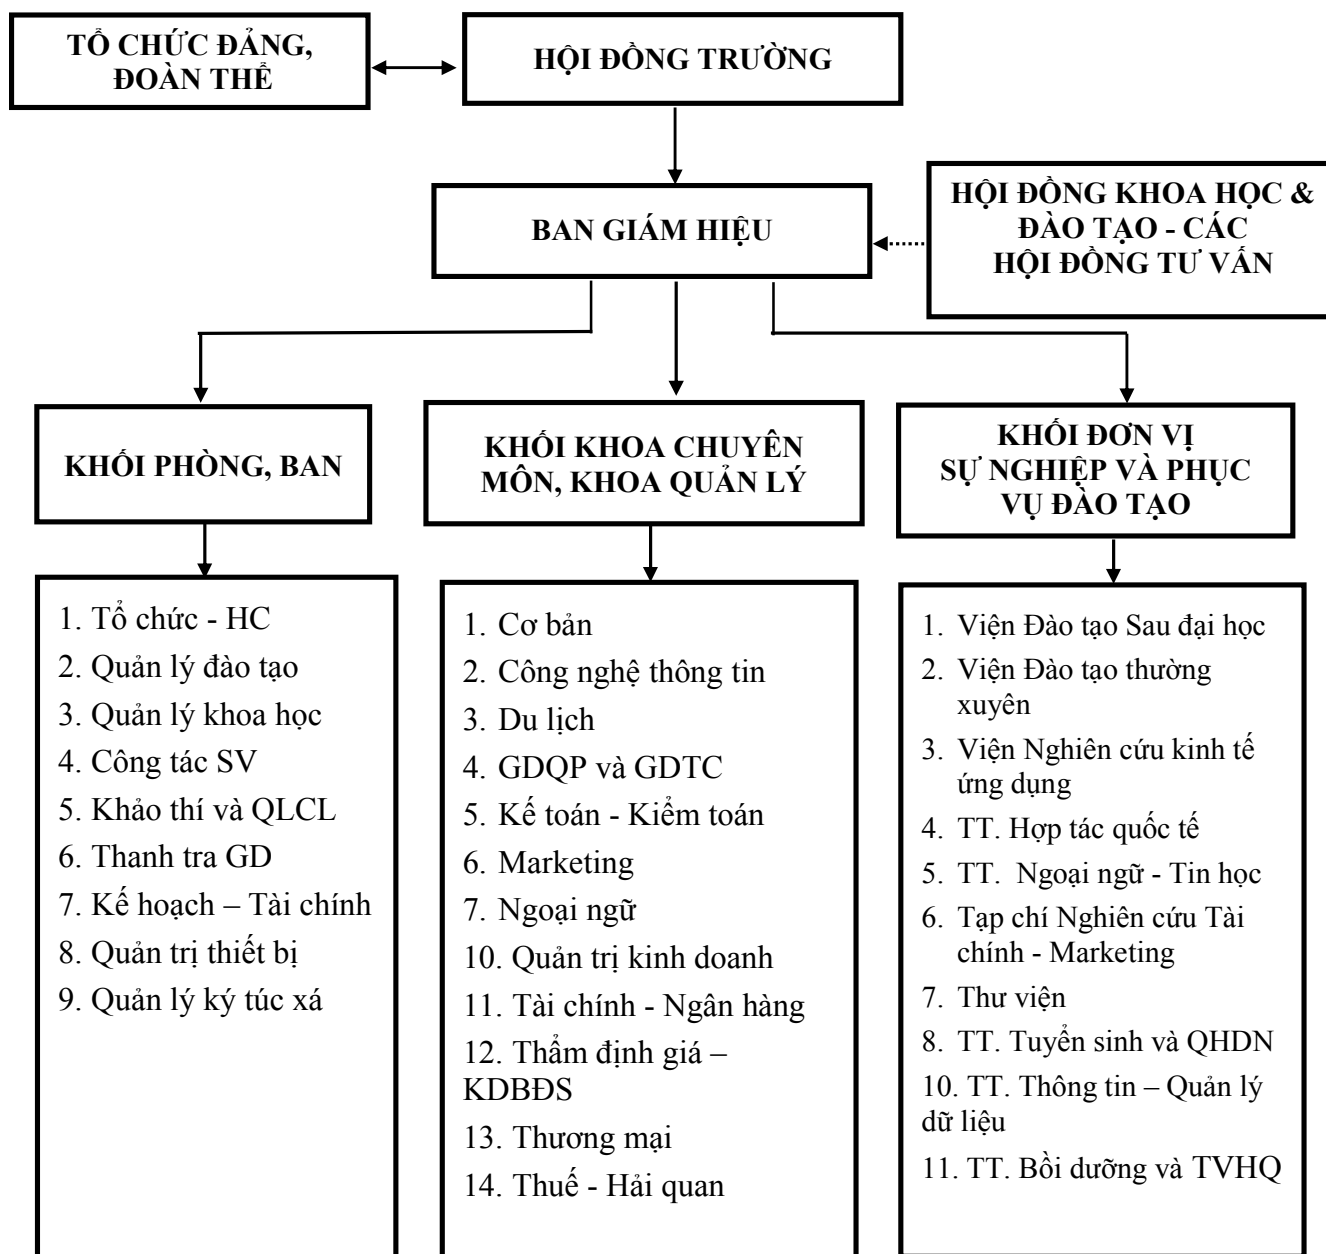 TỔ CHỨC ĐẢNG,
ĐOÀN THỂ
HỘI ĐỒNG TRƯỜNG
BAN GIÁM HIỆU
HỘI ĐỒNG KHOA HỌC &
ĐÀO TẠO - CÁC
HỘI ĐỒNG TƯ VẤN
KHỐI PHÒNG, BAN
KHỐI KHOA CHUYÊN
MÔN, KHOA QUẢN LÝ
KHỐI ĐƠN VỊ
SỰ NGHIỆP VÀ PHỤC
VỤ ĐÀO TẠO
1. Tổ chức - HC
2. Quản lý đào tạo
3. Quản lý khoa học
4. Công tác SV
5. Khảo thí và QLCL
6. Thanh tra GD
7. Kế hoạch – Tài chính
8. Quản trị thiết bị
9. Quản lý ký túc xá
1. Cơ bản
2. Công nghệ thông tin
3. Du lịch
4. GDQP và GDTC
5. Kế toán - Kiểm toán
6. Marketing
7. Ngoại ngữ
10. Quản trị kinh doanh
11. Tài chính - Ngân hàng
12. Thẩm định giá –
KDBĐS
13. Thương mại
14. Thuế - Hải quan
1. Viện Đào tạo Sau đại học
2. Viện Đào tạo thường
xuyên
3. Viện Nghiên cứu kinh tế
ứng dụng
4. TT. Hợp tác quốc tế
5. TT. Ngoại ngữ - Tin học
6. Tạp chí Nghiên cứu Tài
chính - Marketing
7. Thư viện
8. TT. Tuyển sinh và QHDN
10. TT. Thông tin – Quản lý
dữ liệu
11. TT. Bồi dưỡng và TVHQ